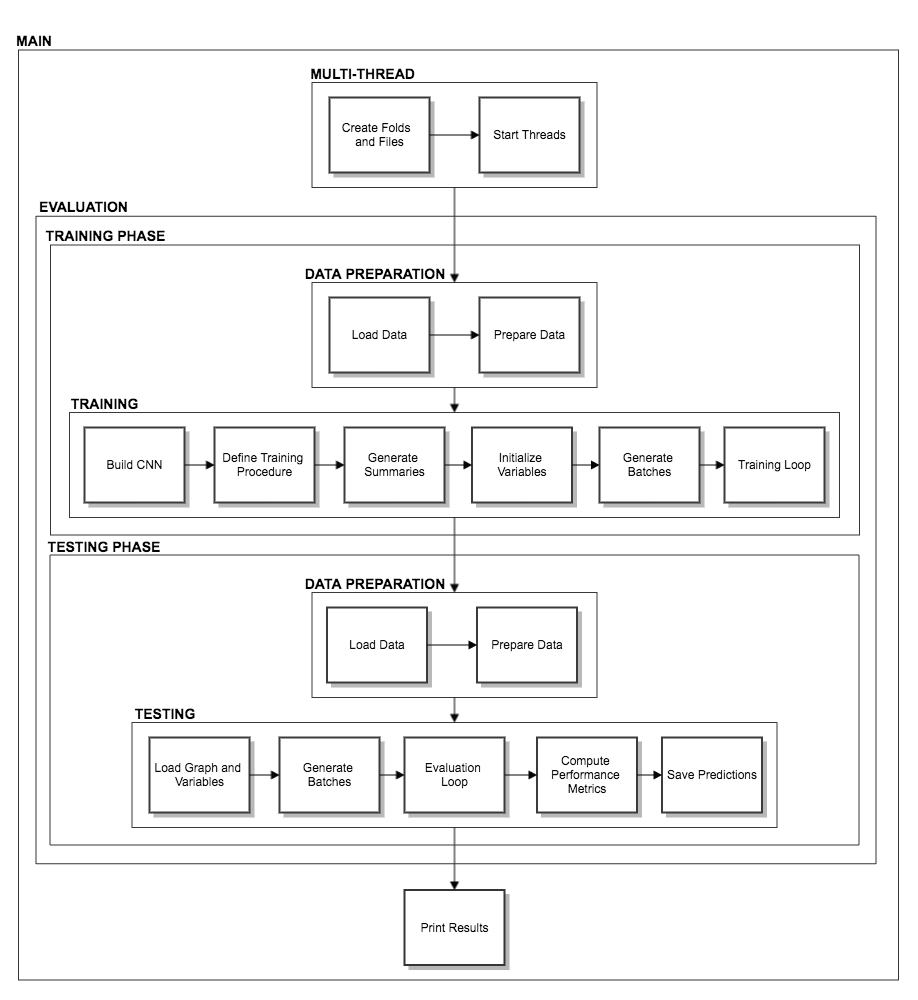 MAIN
MULTI-THREAD
Create Folds
and Files
Start Threads
EVALUATION
TRAINING PHASE
DATA PREPARATION
Load Data
Prepare Data
TRAINING
Build CNN
Define Training
Procedure
Generate
Summaries
Initialize
Variables
Generate
Batches
Training Loop
TESTING PHASE
DATA PREPARATION
Load Data
Prepare Data
TESTING
Load Graph and
Variables
Generate
Batches
Evaluation
Loop
Compute
Performance
Metrics
Save Predictions
Print Results